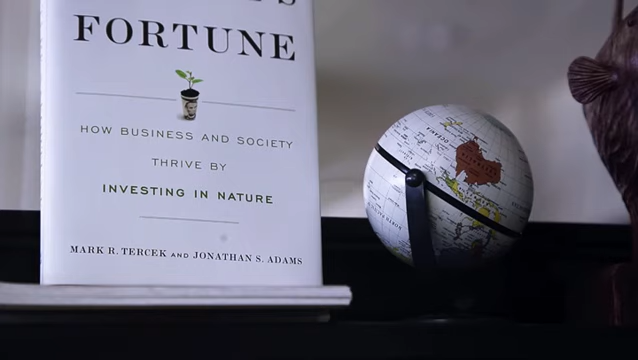 FORTUNE
HOW BUSINESS AND SOCIETY
THRIVE BY
INVESTING IN NATURE
MARK R. TERCEK AND JONATHAN S. ADAMS